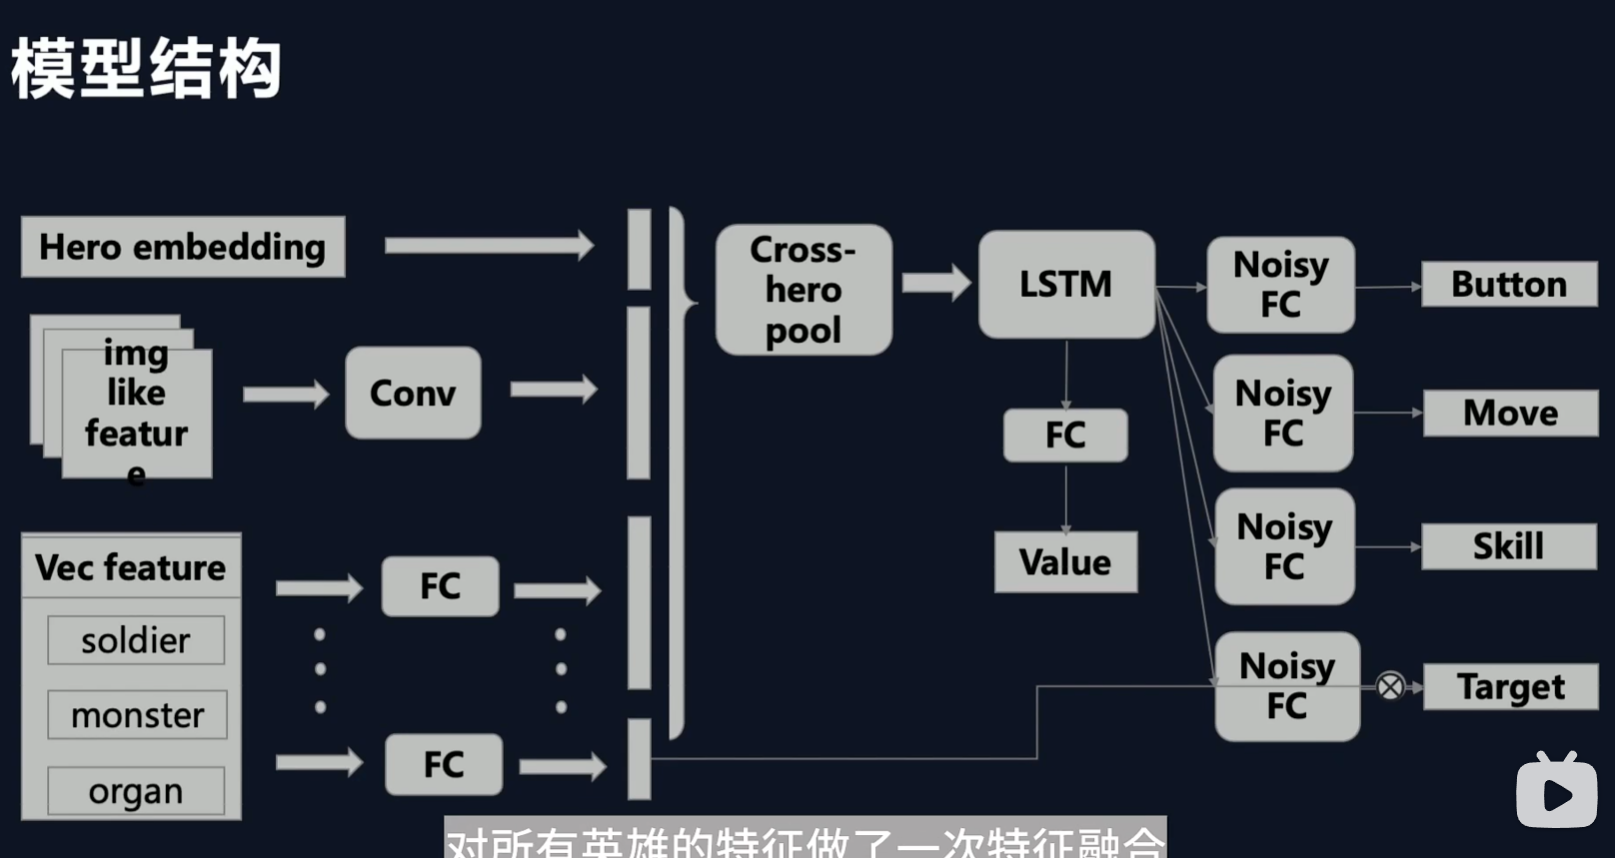 模型结构
Hero embedding
img
like
featur
e
Conv
Vec feature
soldier
monster
organ
FC
FC
Cross-
hero
pool
LSTM
FC
Value
Noisy
FC
Button
Noisy
FC
Move
Noisy
FC
Skill
Noisy
FC
Target
对所有英雄的特征做了一次特征融合